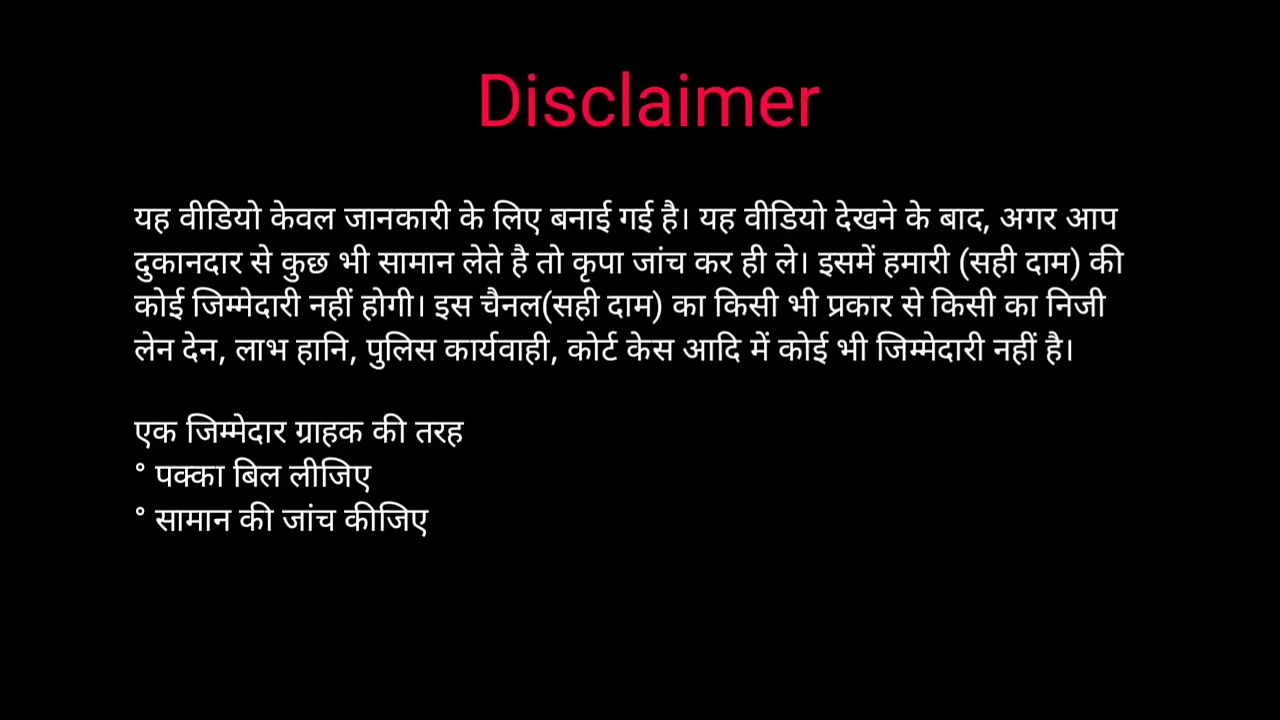 Disclaimer
यह वीडियो केवल जानकारी के लिए बनाई गई है। यह वीडियो देखने के बाद, अगर आप
दुकानदार से कुछ भी सामान लेते है तो कृपा जांच कर ही ले। इसमें हमारी (सही दाम) की
कोई जिम्मेदारी नहीं होगी। इस चैनल(सही दाम) का किसी भी प्रकार से किसी का निजी
लेन देन, लाभ हानि, पुलिस कार्यवाही, कोर्ट केस आदि में कोई भी जिम्मेदारी नहीं है।
एक जिम्मेदार ग्राहक की तरह
° पक्का बिल लीजिए
° सामान की जांच कीजिए